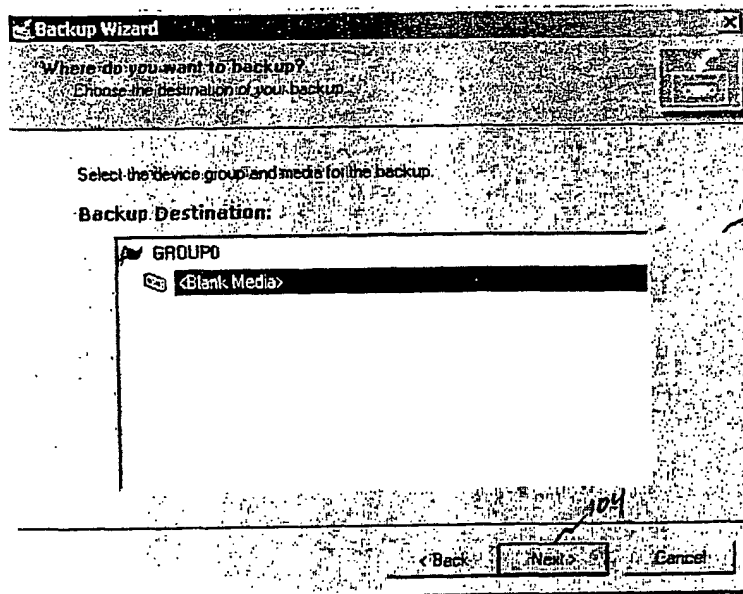 Backup Wizard
Where do you want to backup?
Choose the destination of your backup.
Select the device group and media for the backup.
Backup Destination:
GROUP0
<Blank Media>
104
< Back Next > Cancel